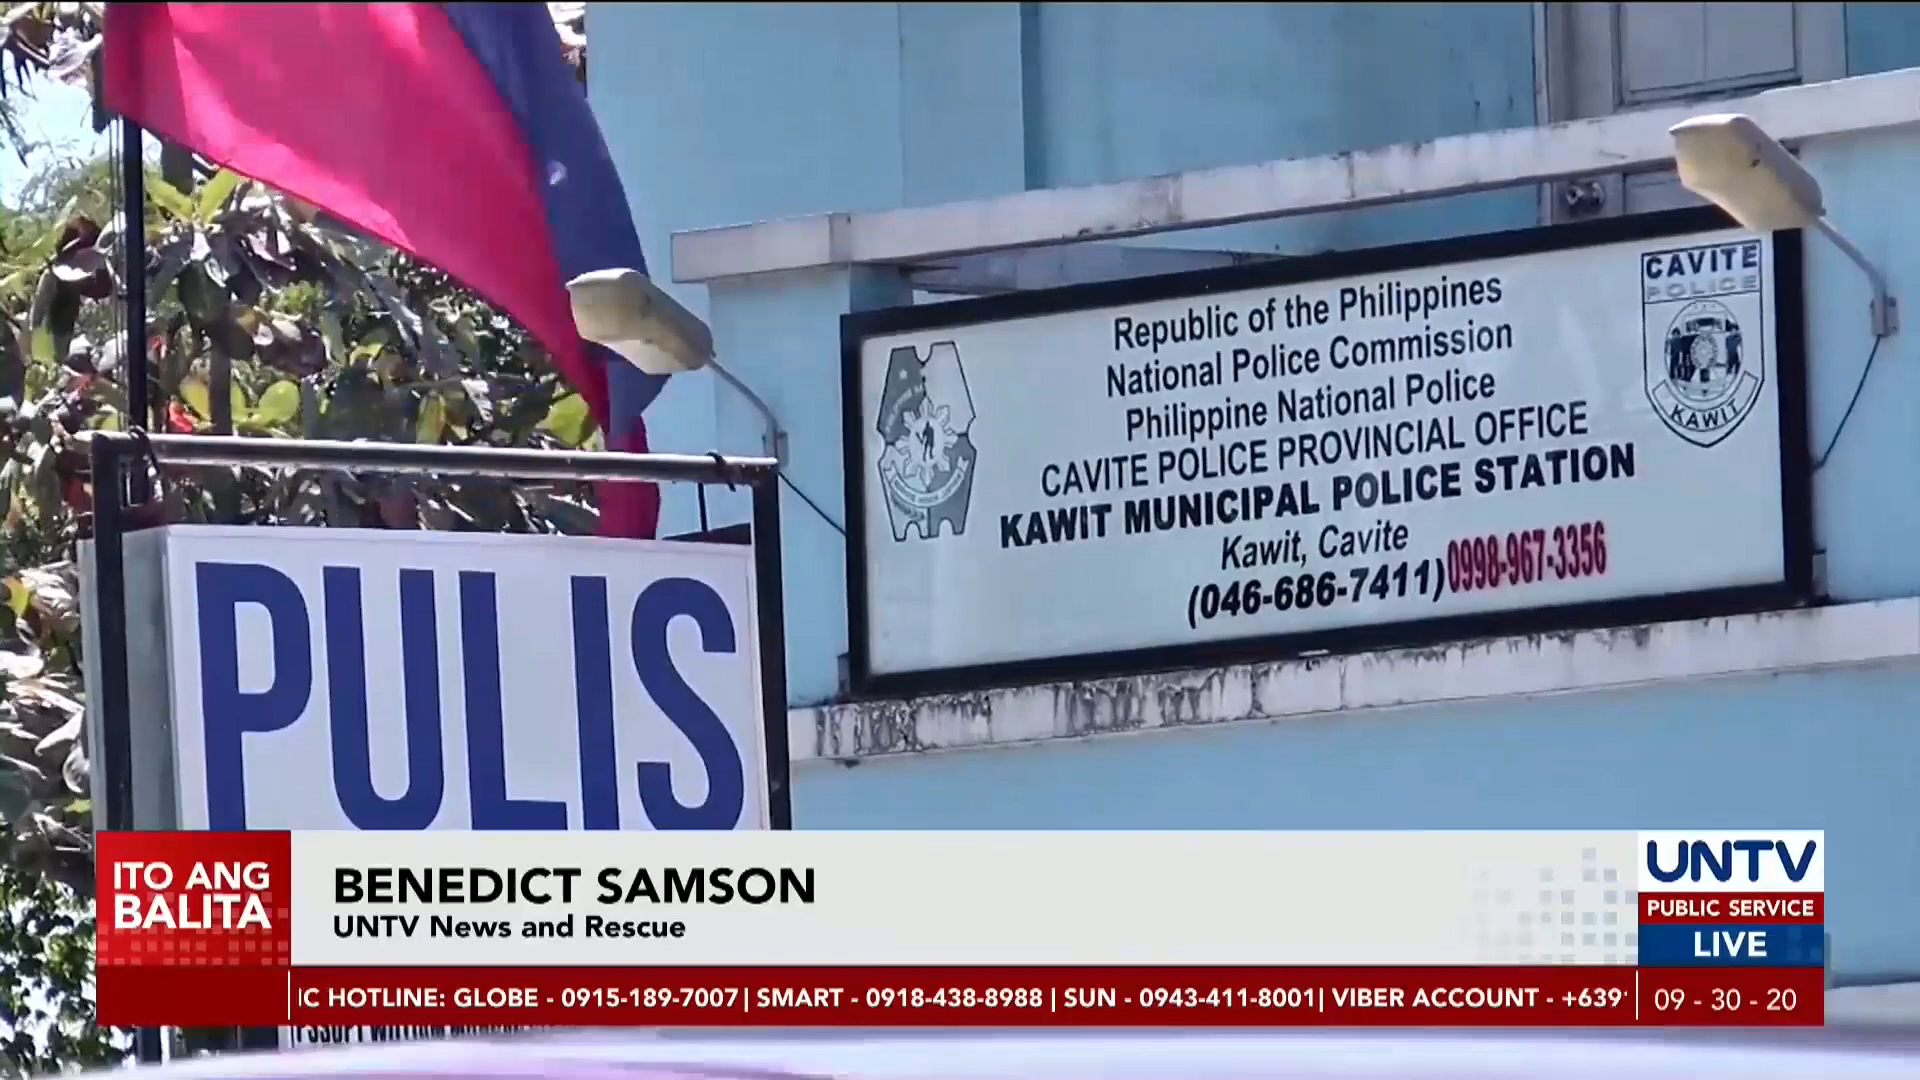 Republic of the Philippines
National Police Commission
Philippine National Police
CAVITE POLICE PROVINCIAL OFFICE
KAWIT MUNICIPAL POLICE STATION
Kawit, Cavite
(046-686-7411) 0998-967-3356
CAVITE
POLICE
KAWIT
PULIS
ITO ANG
BALITA
BENEDICT SAMSON
UNTV News and Rescue
UNTV
PUBLIC SERVICE
LIVE
IC HOTLINE: GLOBE - 0915-189-7007| SMART - 0918-438-8988 | SUN - 0943-411-8001| VIBER ACCOUNT - +639
09 - 30 - 20